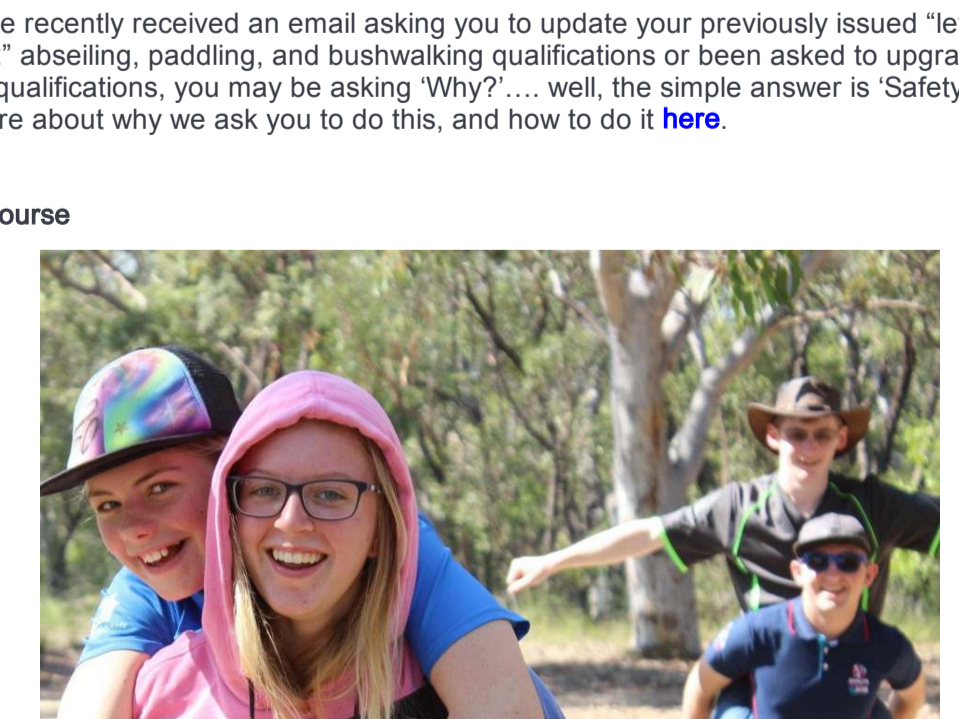 e recently received an email asking you to update your previously issued “le
” abseiling, paddling, and bushwalking qualifications or been asked to upgra
qualifications, you may be asking ‘Why?’…. well, the simple answer is ‘Safety
re about why we ask you to do this, and how to do it here.
ourse